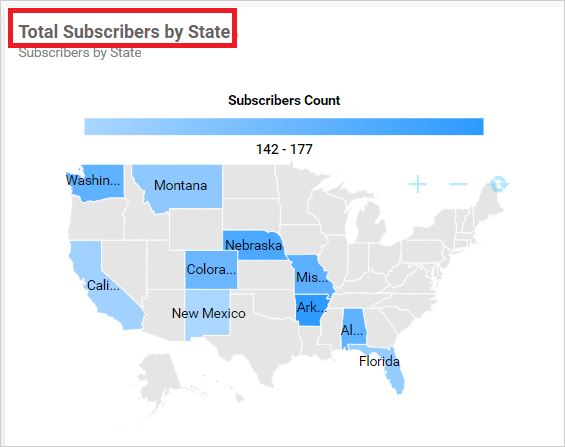 Total Subscribers by State
Subscribers by State
Subscribers Count
142 - 177
Washin...
Montana
Nebraska
Colora...
Cali...
Mis...
Ark...
New Mexico
Al...
Florida